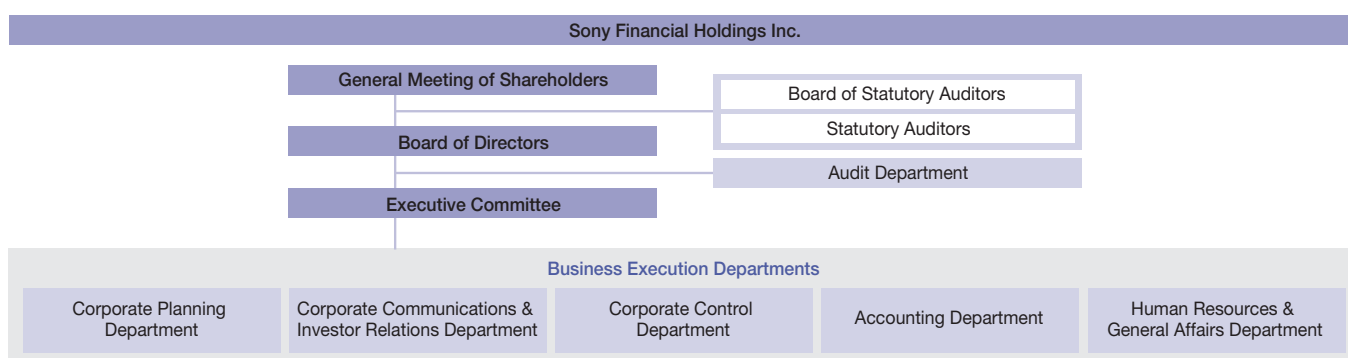 Sony Financial Holdings Inc.
General Meeting of Shareholders
Board of Statutory Auditors
Statutory Auditors
Board of Directors
Audit Department
Executive Committee
Business Execution Departments
Corporate Planning
Department
Corporate Communications &
Investor Relations Department
Corporate Control
Department
Accounting Department
Human Resources &
General Affairs Department